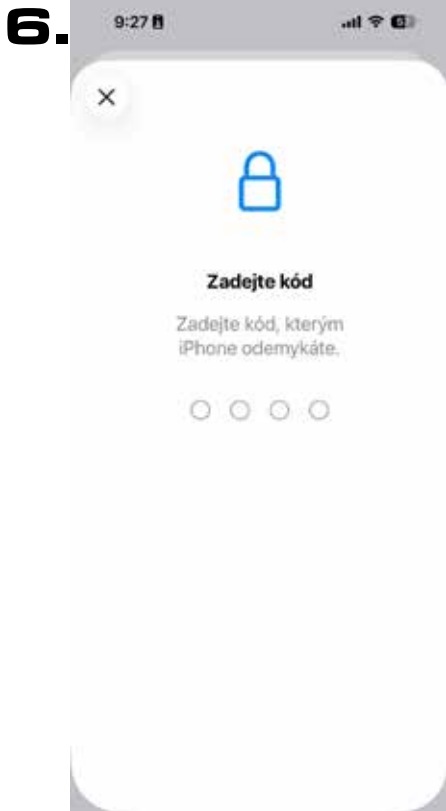 6.
9:27
Zadejte kód
Zadejte kód, kterým
iPhone odemykáte.